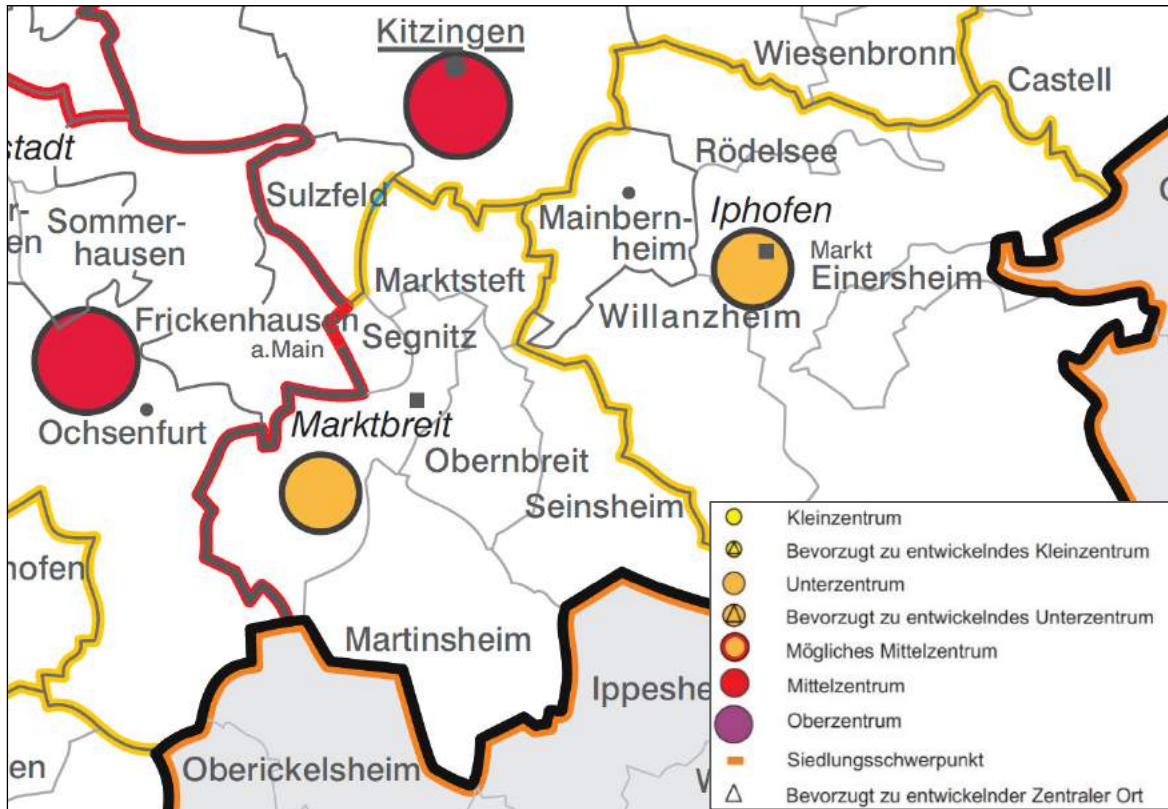 Kitzingen
Wiesenbronn
Castell
stadt
Rödelsee
Sulzfeld
Iphofen
Sommer-
hausen
Mainbern-
heim
Markt
Einersheim
Marktsteft
Willanzheim
Frickenhausen
a.Main
Segnitz
Ochsenfurt
Marktbreit
Obernbreit
Seinsheim
hofen
Martinsheim
Ippeshe
Oberickelsheim
en
Kleinzentrum
Bevorzugt zu entwickelndes Kleinzentrum
Unterzentrum
Bevorzugt zu entwickelndes Unterzentrum
Mögliches Mittelzentrum
Mittelzentrum
Oberzentrum
Siedlungsschwerpunkt
Bevorzugt zu entwickelnder Zentraler Ort